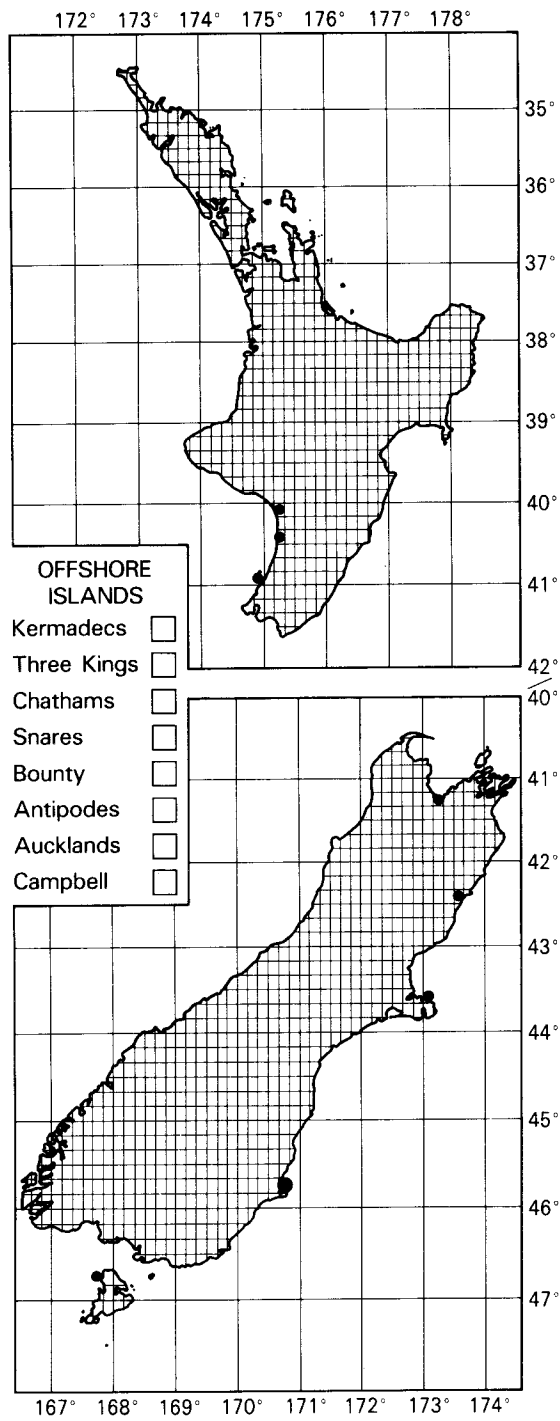 172° 173° 174° 175° 176° 177° 178°
35°
36°
37°
38°
39°
40°
41°
42°
OFFSHORE
ISLANDS
Kermadecs
Three Kings
Chathams
Snares
Bounty
Antipodes
Aucklands
Campbell
40°
41°
42°
43°
44°
45°
46°
47°
167° 168° 169° 170° 171° 172° 173° 174°